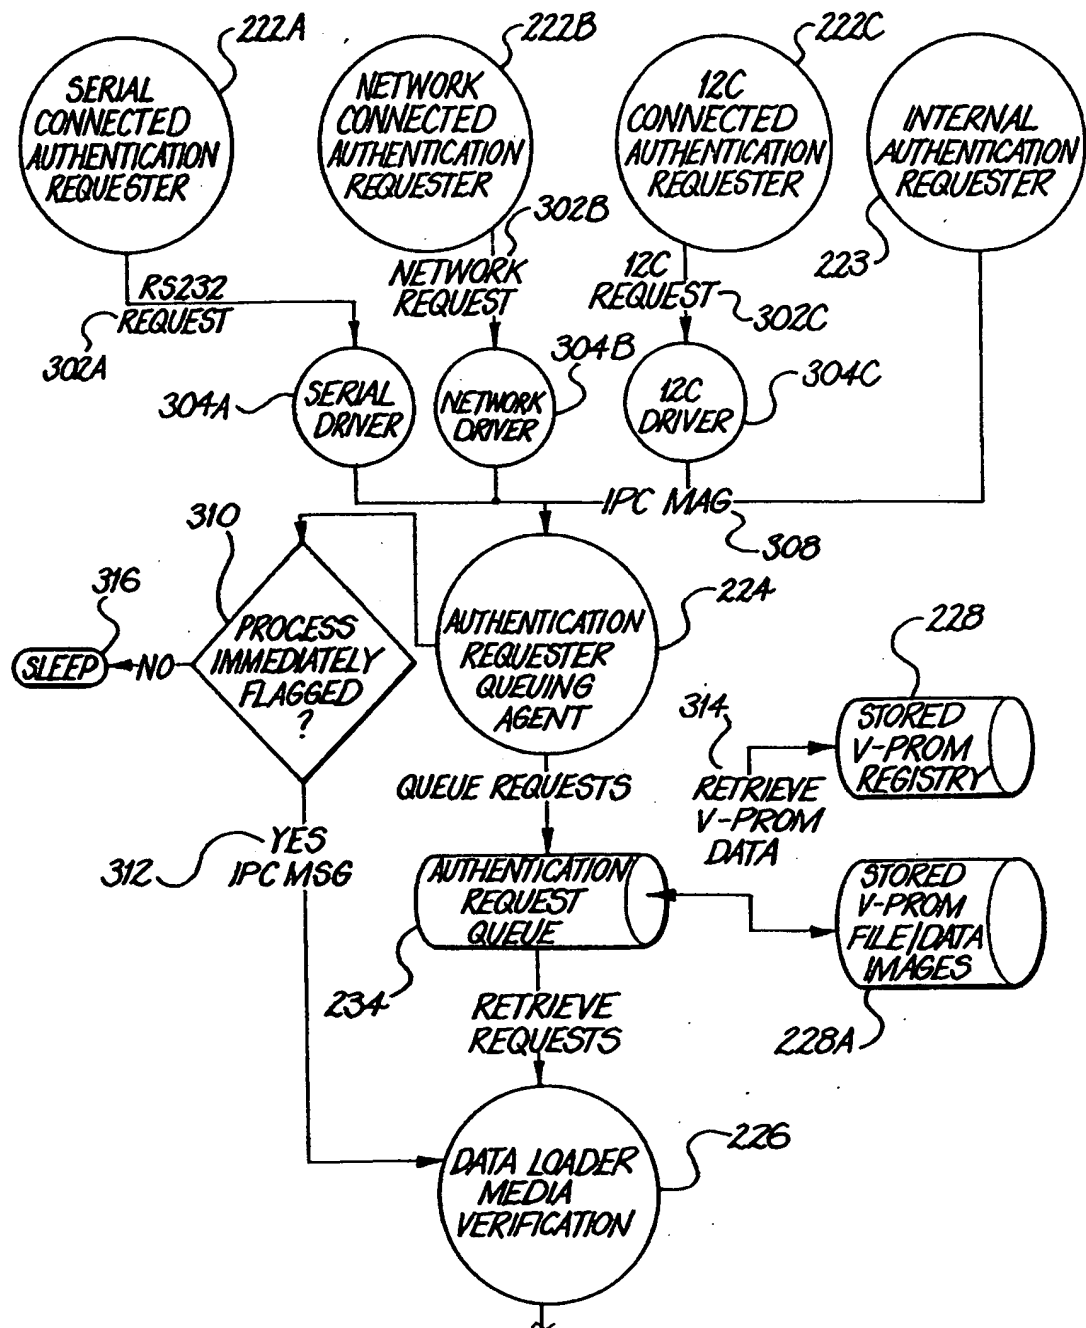 222A
222B
222C
SERIAL
CONNECTED
AUTHENTICATION
REQUESTER
NETWORK
CONNECTED
AUTHENTICATION
REQUESTER
12C
CONNECTED
AUTHENTICATION
REQUESTER
INTERNAL
AUTHENTICATION
REQUESTER
223
RS232
REQUEST
302A
302B
NETWORK
REQUEST
12C
REQUEST
302C
304A
SERIAL
DRIVER
304B
NETWORK
DRIVER
304C
12C
DRIVER
IPC MAG
308
310
316
SLEEP
NO
PROCESS
IMMEDIATELY
FLAGGED
?
AUTHENTICATION
REQUESTER
QUEUING
AGENT
224
228
STORED
V-PROM
REGISTRY
314
RETRIEVE
V-PROM
DATA
QUEUE REQUESTS
312
YES
IPC MSG
AUTHENTICATION
REQUEST
QUEUE
234
STORED
V-PROM
FILE/DATA
IMAGES
228A
RETRIEVE
REQUESTS
DATA LOADER
MEDIA
VERIFICATION
226